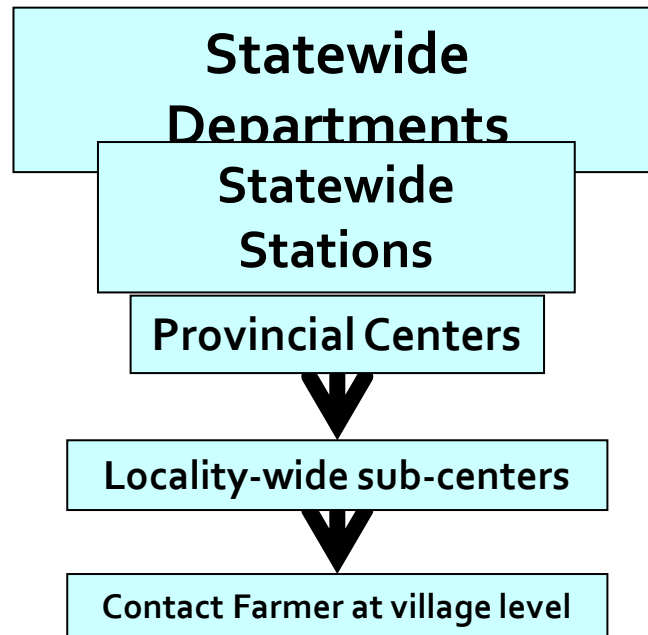 Statewide
Departments
Statewide
Stations
Provincial Centers
Locality-wide sub-centers
Contact Farmer at village level